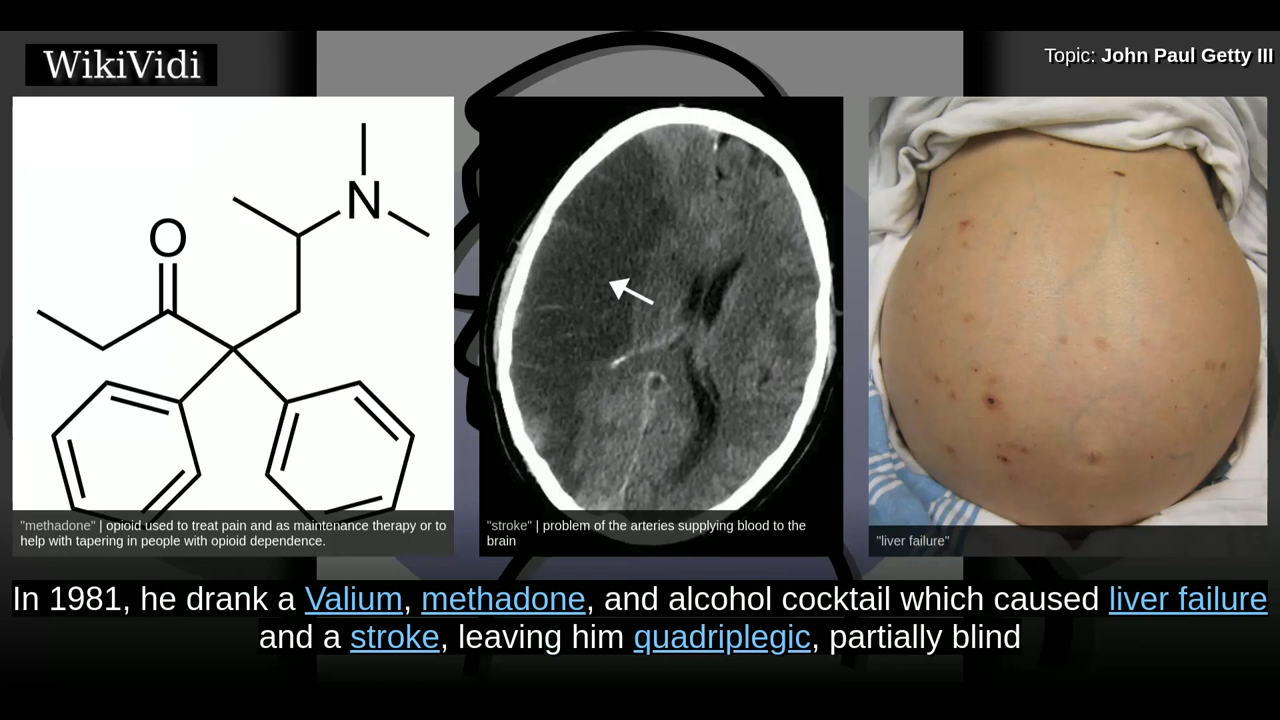 WikiVidi
Topic: John Paul Getty III
O
N
"methadone" | opioid used to treat pain and as maintenance therapy or to
help with tapering in people with opioid dependence.
"stroke" | problem of the arteries supplying blood to the
brain
"liver failure"
In 1981, he drank a Valium, methadone, and alcohol cocktail which caused liver failure
and a stroke, leaving him quadriplegic, partially blind